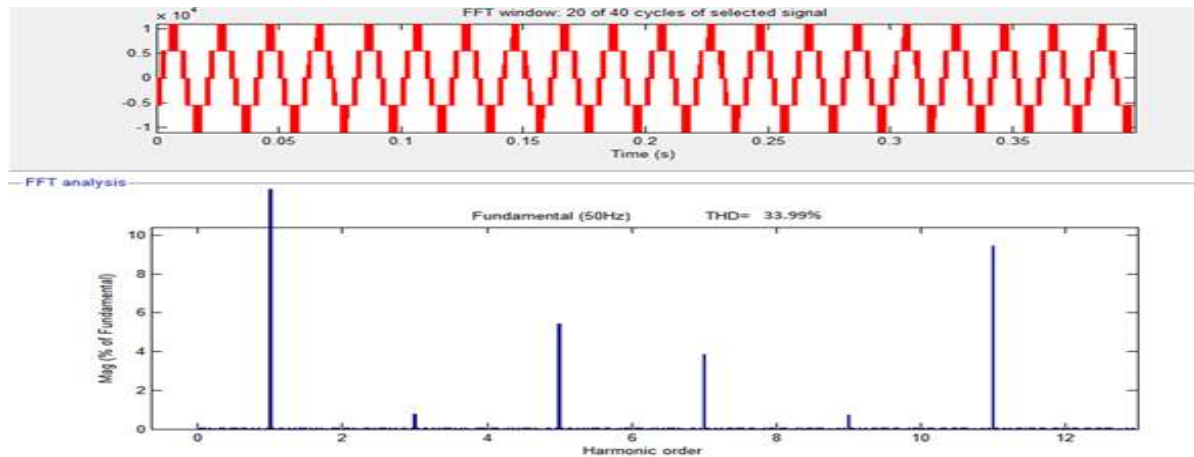 FFT window: 20 of 40 cycles of selected signal
× 10⁴
1
0.5
0
-0.5
-1
0 0.05 0.1 0.15 0.2 0.25 0.3 0.35
Time (s)
FFT analysis
Fundamental (50Hz) THD= 33.99%
10
8
6
4
2
0
Mag (% of Fundamental)
0 2 4 6 8 10 12
Harmonic order